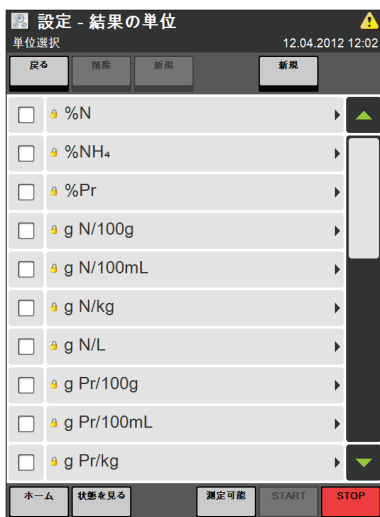 設定 - 結果の単位
単位選択 12.04.2012 12:02
戻る 削除 新規 新規
%N
%NH₄
%Pr
g N/100g
g N/100mL
g N/kg
g N/L
g Pr/100g
g Pr/100mL
g Pr/kg
ホーム 状態を見る 測定可能 START STOP